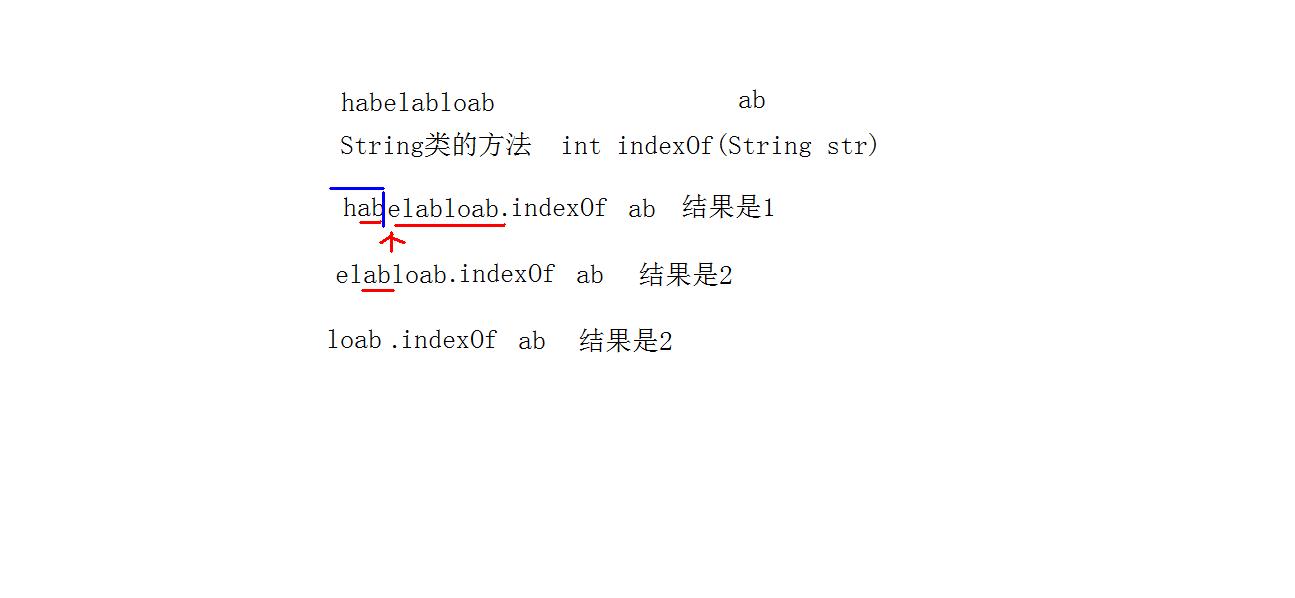 habelabloab ab
String类的方法 int indexOf(String str)
habelabloab.indexOf ab 结果是1
elabloab.indexOf ab 结果是2
loab .indexOf ab 结果是2